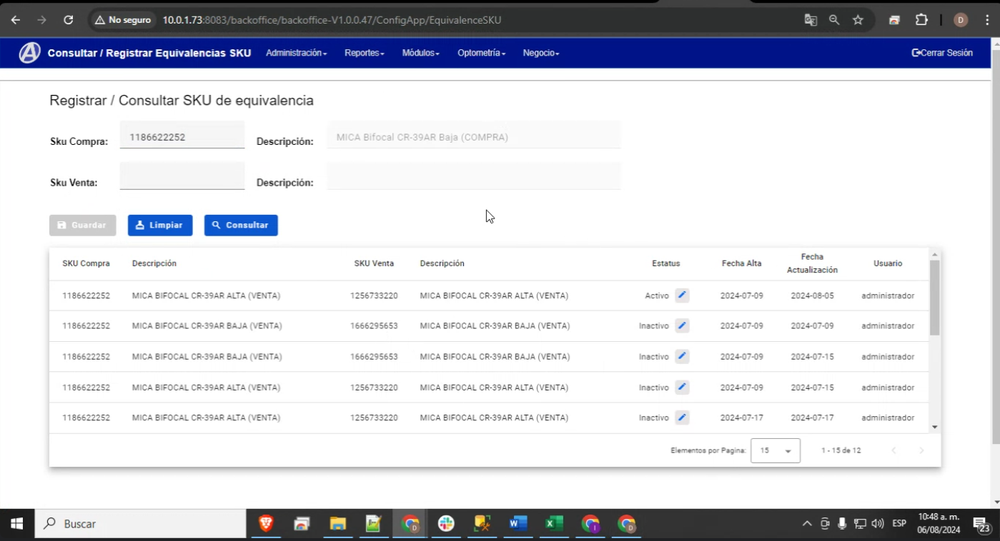 No seguro
10.0.1.73:8083/backoffice/backoffice-V1.0.0.47/ConfigApp/EquivalenceSKU
D
A Consultar / Registrar Equivalencias SKU Administración Reportes Módulos Optometría Negocio Cerrar Sesión
Registrar / Consultar SKU de equivalencia
Sku Compra: 1186622252 Descripción: MICA Bifocal CR-39AR Baja (COMPRA)
Sku Venta: Descripción:
Guardar Limpiar Consultar
SKU Compra Descripción SKU Venta Descripción Estatus Fecha Alta Fecha Actualización Usuario
1186622252 MICA BIFOCAL CR-39AR ALTA (VENTA) 1256733220 MICA BIFOCAL CR-39AR ALTA (VENTA) Activo 2024-07-09 2024-08-05 administrador
1186622252 MICA BIFOCAL CR-39AR BAJA (VENTA) 1666295653 MICA BIFOCAL CR-39AR BAJA (VENTA) Inactivo 2024-07-09 2024-07-09 administrador
1186622252 MICA BIFOCAL CR-39AR BAJA (VENTA) 1666295653 MICA BIFOCAL CR-39AR BAJA (VENTA) Inactivo 2024-07-09 2024-07-15 administrador
1186622252 MICA BIFOCAL CR-39AR ALTA (VENTA) 1256733220 MICA BIFOCAL CR-39AR ALTA (VENTA) Inactivo 2024-07-09 2024-07-15 administrador
1186622252 MICA BIFOCAL CR-39AR ALTA (VENTA) 1256733220 MICA BIFOCAL CR-39AR ALTA (VENTA) Inactivo 2024-07-17 2024-07-17 administrador
Elementos por Pagina: 15 1 - 15 de 12
Buscar
ESP
10:48 a. m.
06/08/2024
23